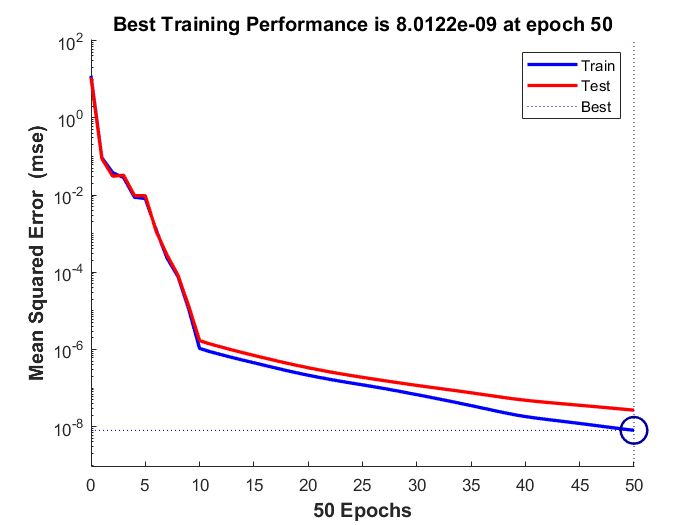 Best Training Performance is 8.0122e-09 at epoch 50
Mean Squared Error (mse)
10^2
10^0
10^-2
10^-4
10^-6
10^-8
Train
Test
Best
0 5 10 15 20 25 30 35 40 45 50
50 Epochs